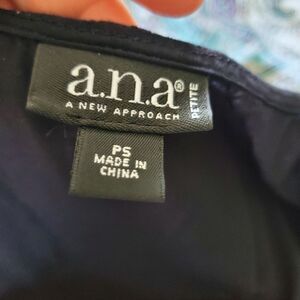 a.n.a®
A NEW APPROACH
PETITE
PS
MADE IN
CHINA